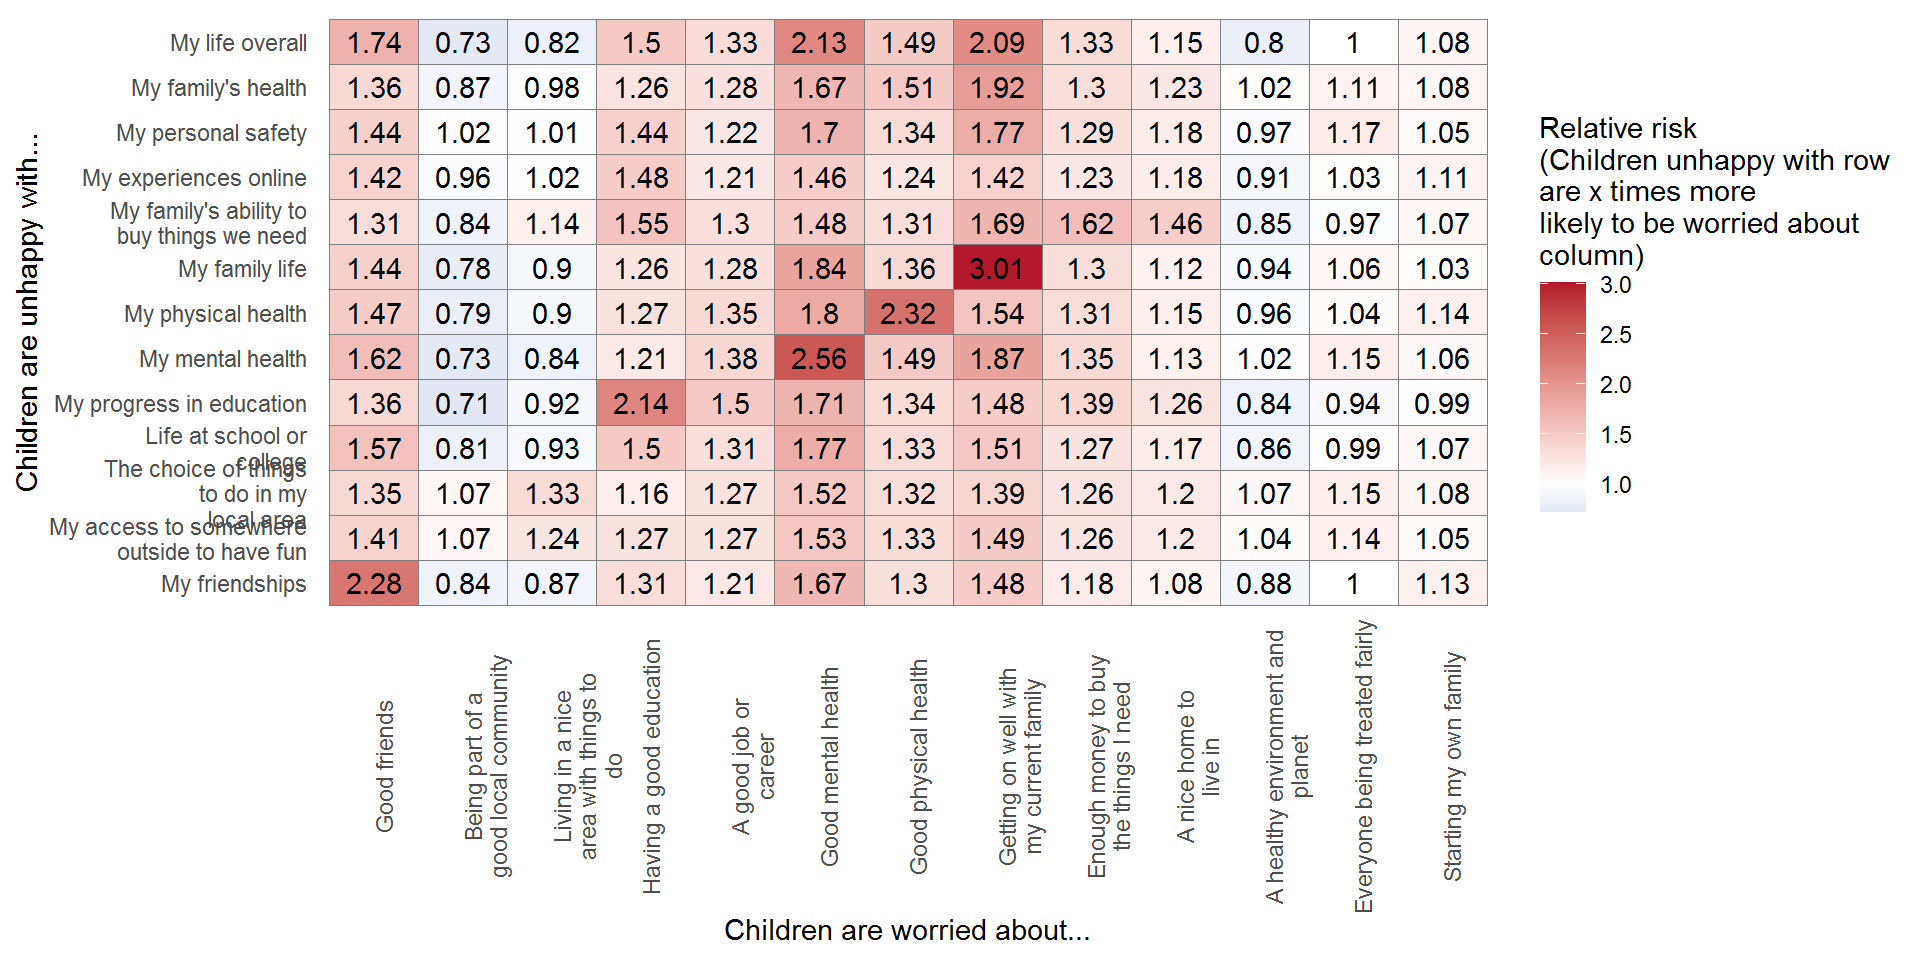 My life overall 1.74 0.73 0.82 1.5 1.33 2.13 1.49 2.09 1.33 1.15 0.8 1 1.08
My family's health 1.36 0.87 0.98 1.26 1.28 1.67 1.51 1.92 1.3 1.23 1.02 1.11 1.08
My personal safety 1.44 1.02 1.01 1.44 1.22 1.7 1.34 1.77 1.29 1.18 0.97 1.17 1.05
My experiences online 1.42 0.96 1.02 1.48 1.21 1.46 1.24 1.42 1.23 1.18 0.91 1.03 1.11
My family's ability to
buy things we need
1.31 0.84 1.14 1.55 1.3 1.48 1.31 1.69 1.62 1.46 0.85 0.97 1.07
My family life 1.44 0.78 0.9 1.26 1.28 1.84 1.36 3.01 1.3 1.12 0.94 1.06 1.03
My physical health 1.47 0.79 0.9 1.27 1.35 1.8 2.32 1.54 1.31 1.15 0.96 1.04 1.14
My mental health 1.62 0.73 0.84 1.21 1.38 2.56 1.49 1.87 1.35 1.13 1.02 1.15 1.06
My progress in education 1.36 0.71 0.92 2.14 1.5 1.71 1.34 1.48 1.39 1.26 0.84 0.94 0.99
Life at school or
college
1.57 0.81 0.93 1.5 1.31 1.77 1.33 1.51 1.27 1.17 0.86 0.99 1.07
The choice of things
to do in my
local area
1.35 1.07 1.33 1.16 1.27 1.52 1.32 1.39 1.26 1.2 1.07 1.15 1.08
My access to somewhere
outside to have fun
1.41 1.07 1.24 1.27 1.27 1.53 1.33 1.49 1.26 1.2 1.04 1.14 1.05
My friendships 2.28 0.84 0.87 1.31 1.21 1.67 1.3 1.48 1.18 1.08 0.88 1 1.13
Children are unhappy with...
Good friends
Being part of a
good local community
Living in a nice
area with things to
do
Having a good education
A good job or
career
Good mental health
Good physical health
Getting on well with
my current family
Enough money to buy
the things I need
A nice home to
live in
A healthy environment and
planet
Everyone being treated fairly
Starting my own family
Children are worried about...
Relative risk
(Children unhappy with row
are x times more
likely to be worried about
column)
3.0
2.5
2.0
1.5
1.0